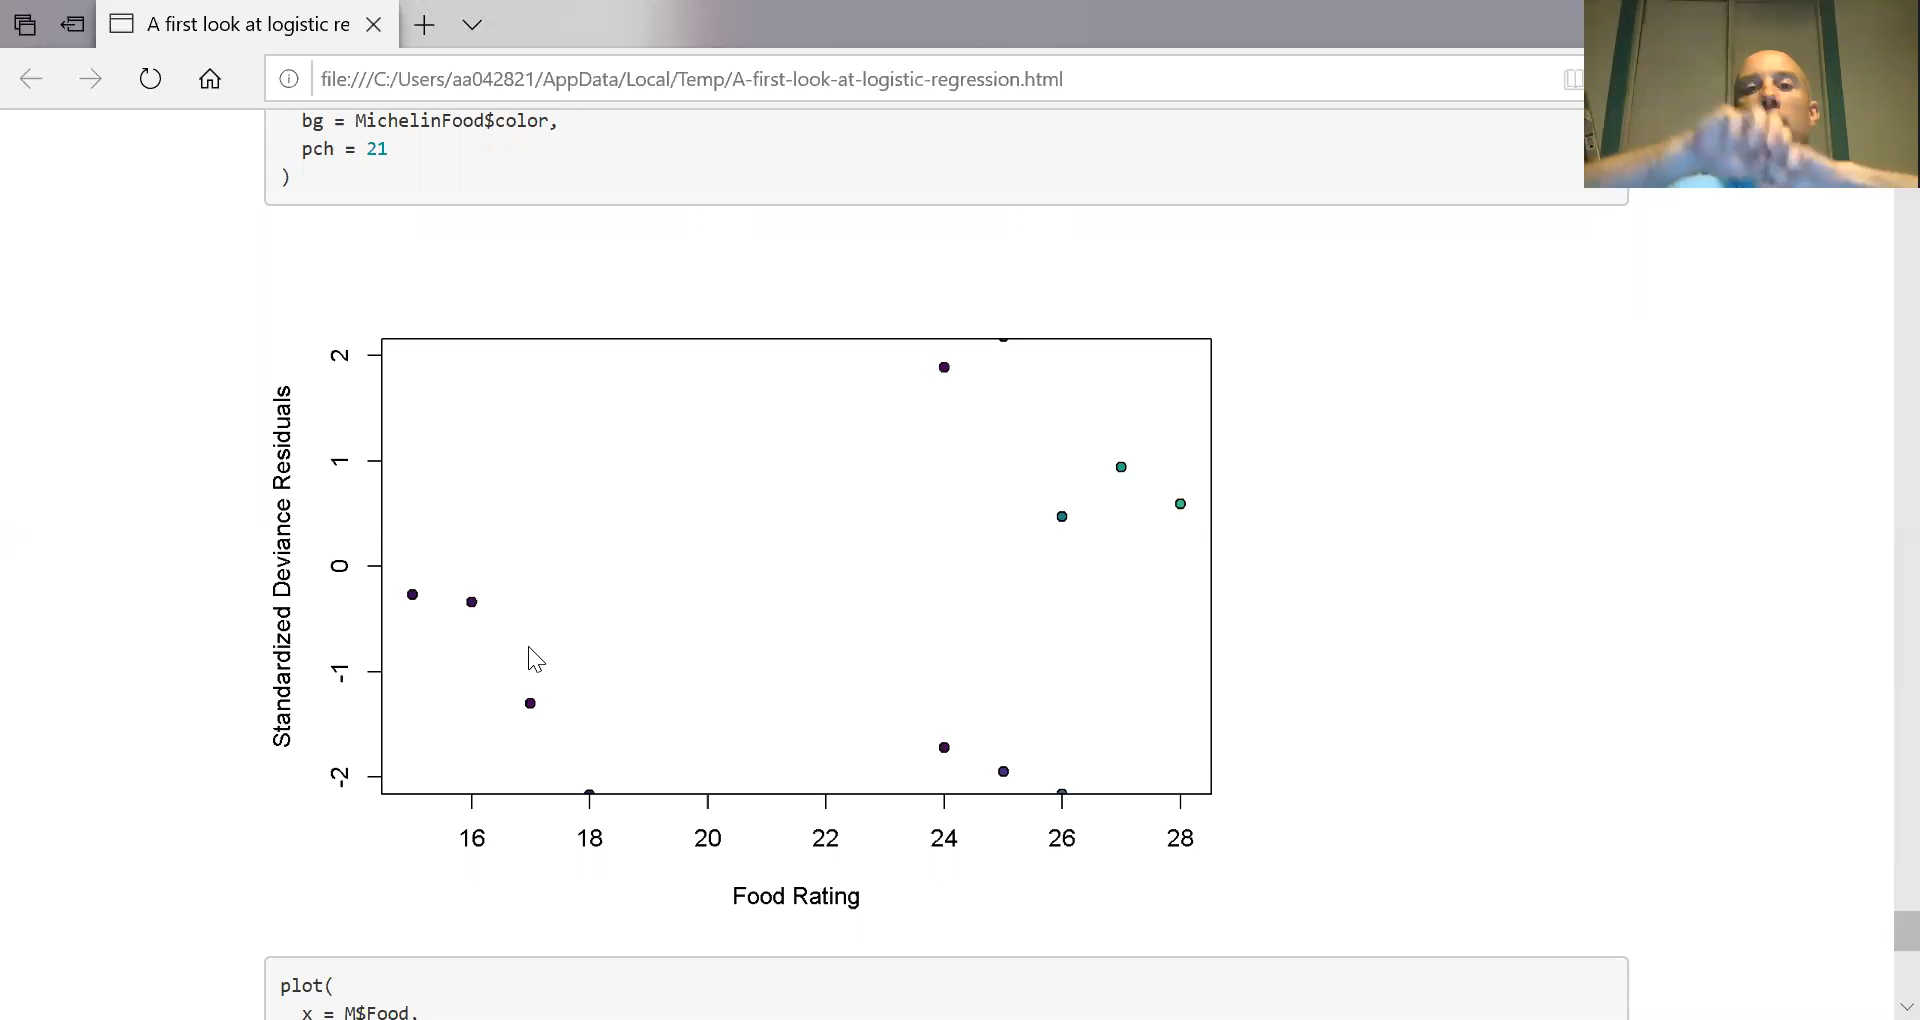 A first look at logistic re
file:///C:/Users/aa042821/AppData/Local/Temp/A-first-look-at-logistic-regression.html
bg = MichelinFood$color,
pch = 21
)
Standardized Deviance Residuals
2
1
0
-1
-2
16 18 20 22 24 26 28
Food Rating
plot(
x = M$Food,